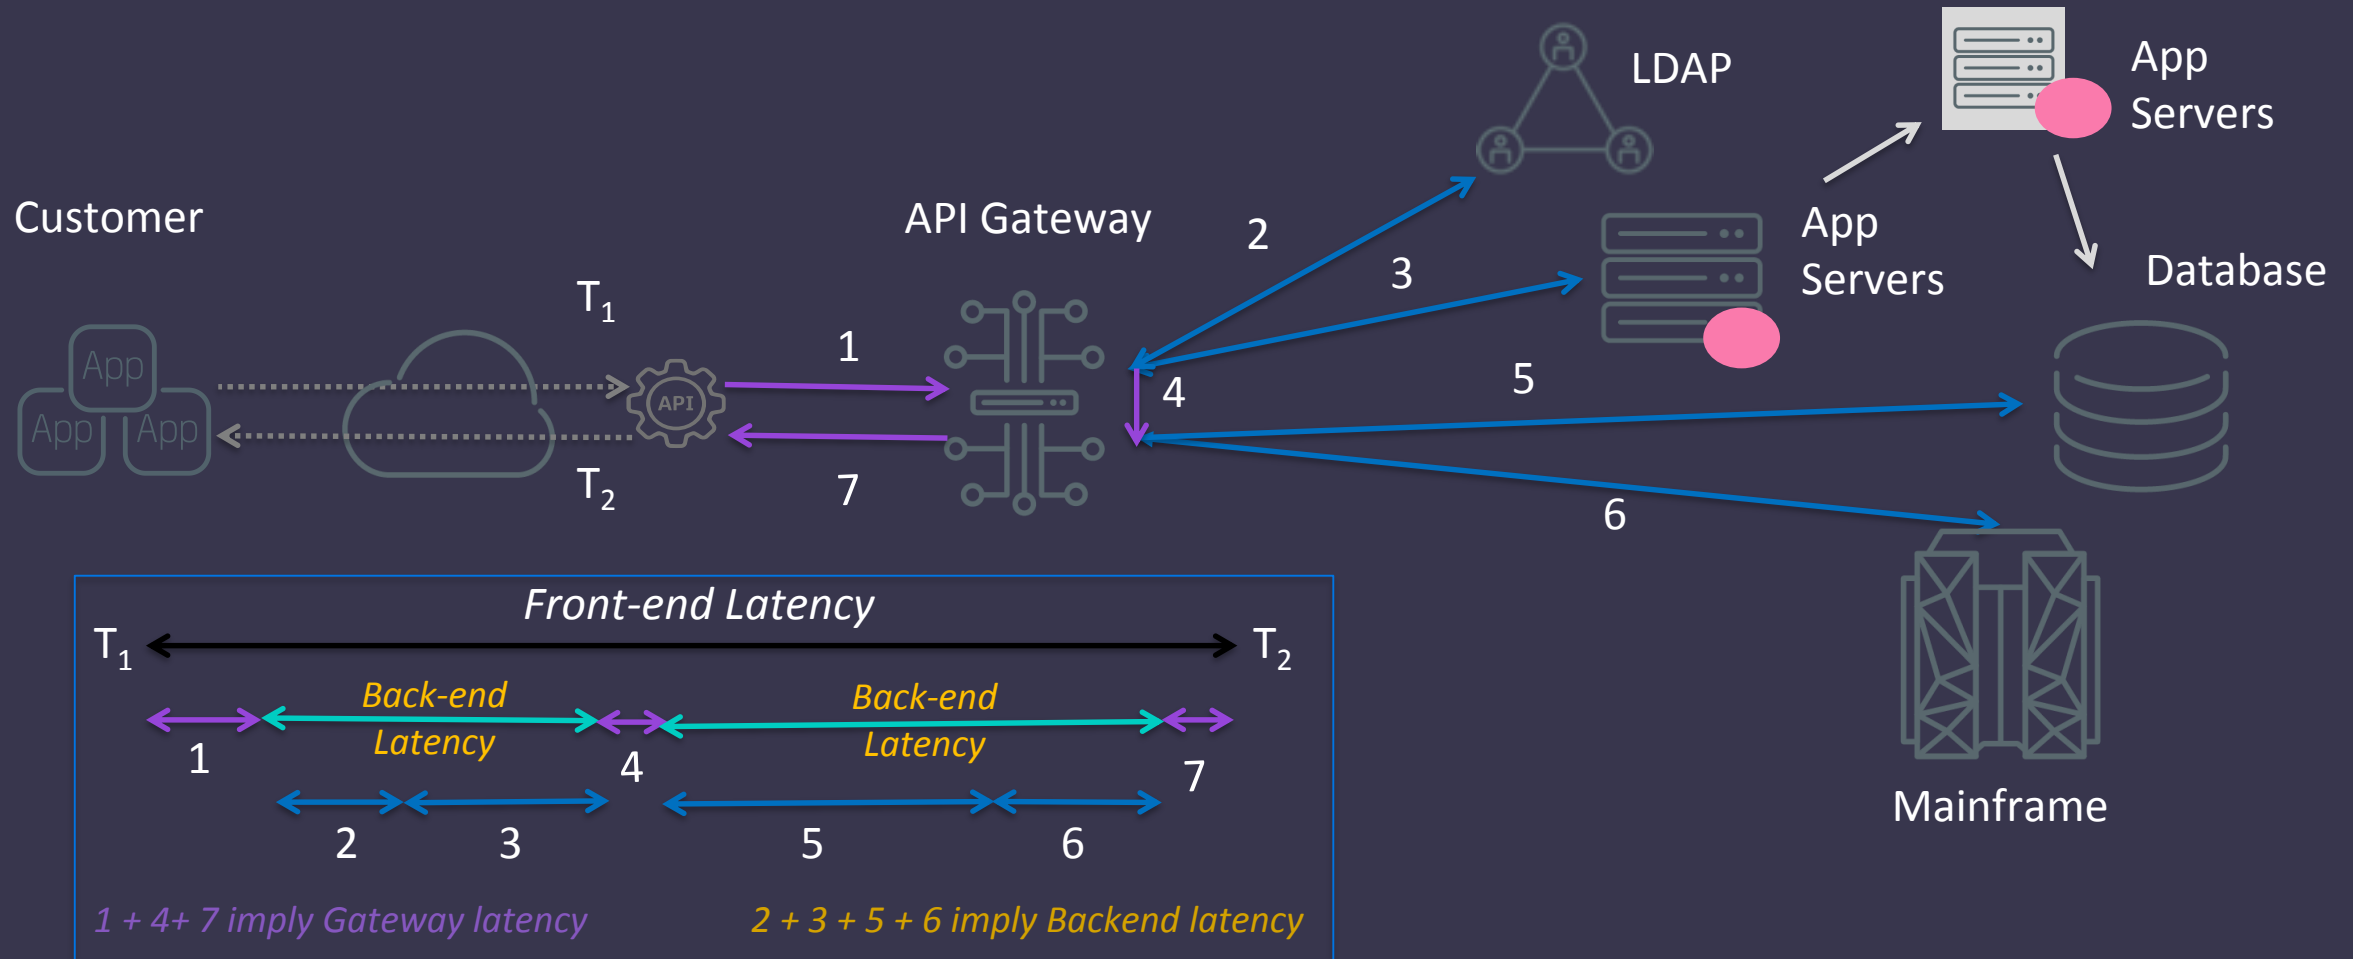 LDAP
App
Servers
Customer
API Gateway
App
Servers
Database
2
3
T1
1
4
5
App
App
App
API
T2
7
6
Front-end Latency
T1
T2
Back-end
Latency
Back-end
Latency
1
4
7
2
3
5
6
Mainframe
1 + 4+ 7 imply Gateway latency
2 + 3 + 5 + 6 imply Backend latency